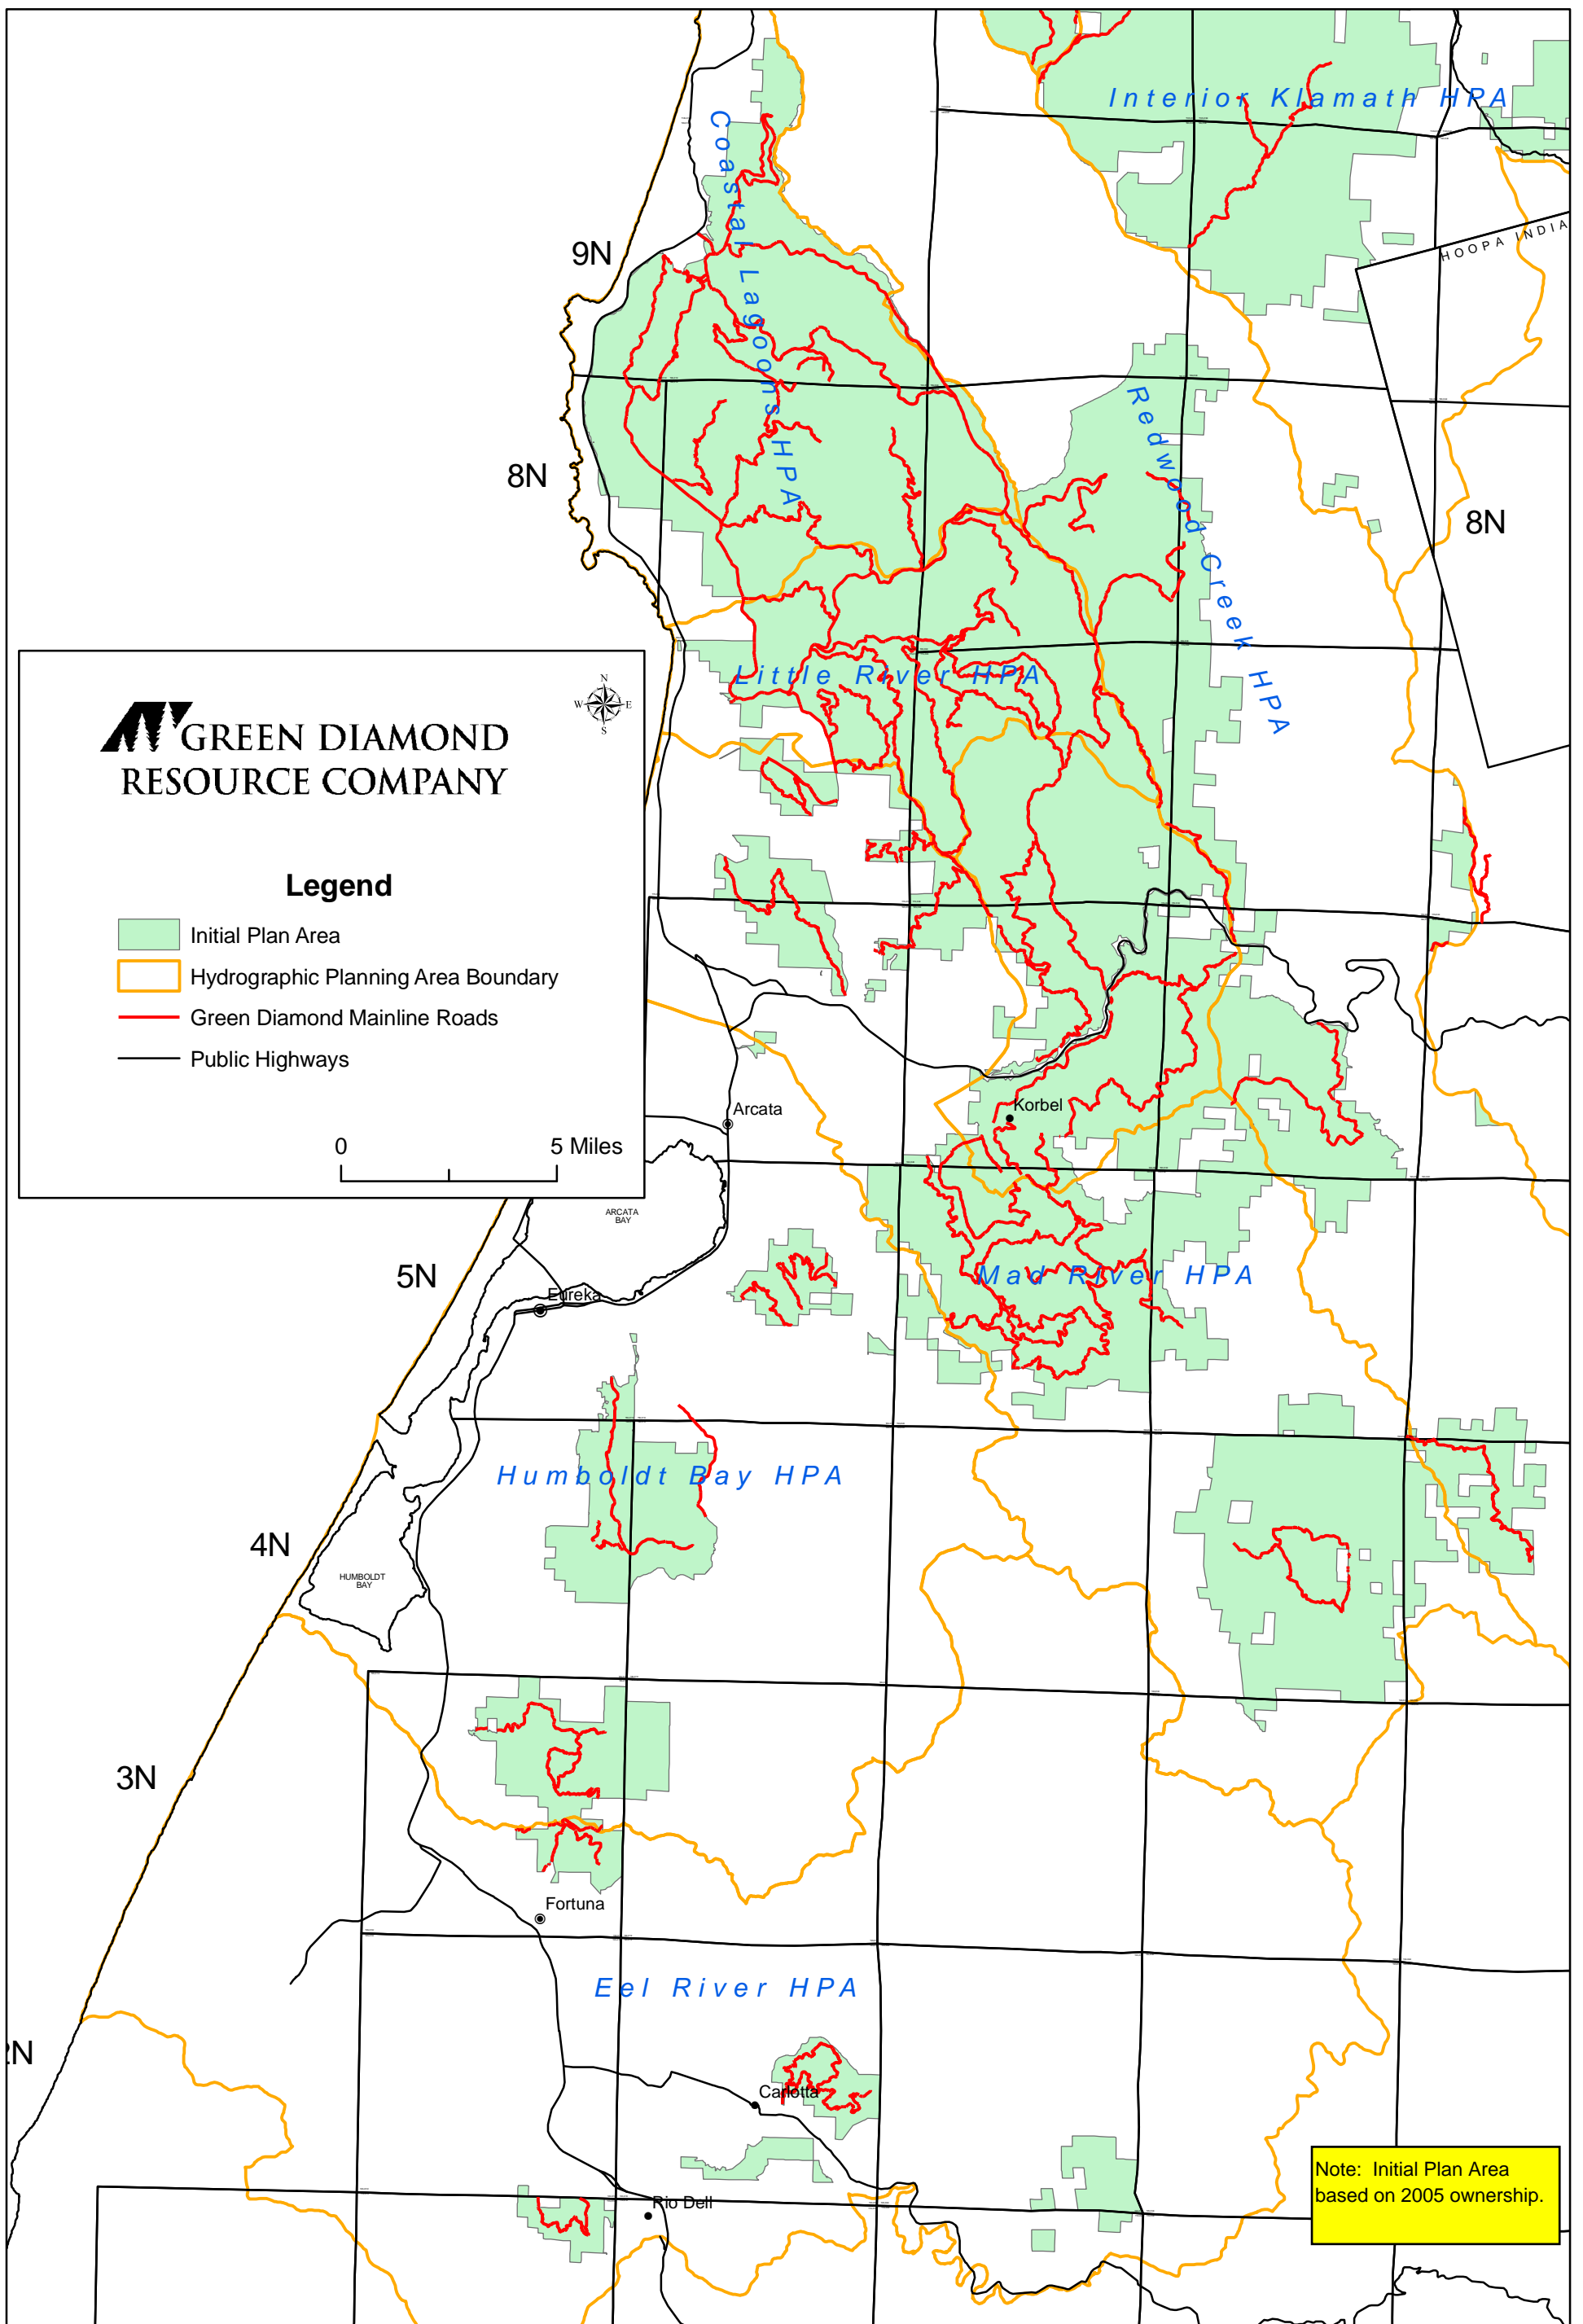 Interior Klamath HPA
Coastal Lagoons HPA
HOOPA INDIA
9N
Redwood Creek HPA
8N
8N
Little River HPA
N
W E
S
GREEN DIAMOND
RESOURCE COMPANY
Legend
Initial Plan Area
Hydrographic Planning Area Boundary
Green Diamond Mainline Roads
Public Highways
0 5 Miles
Arcata
Korbel
ARCATA
BAY
5N
Eureka
Mad River HPA
Humboldt Bay HPA
4N
HUMBOLDT
BAY
3N
Fortuna
Eel River HPA
2N
Carlotta
Rio Dell
Note: Initial Plan Area
based on 2005 ownership.